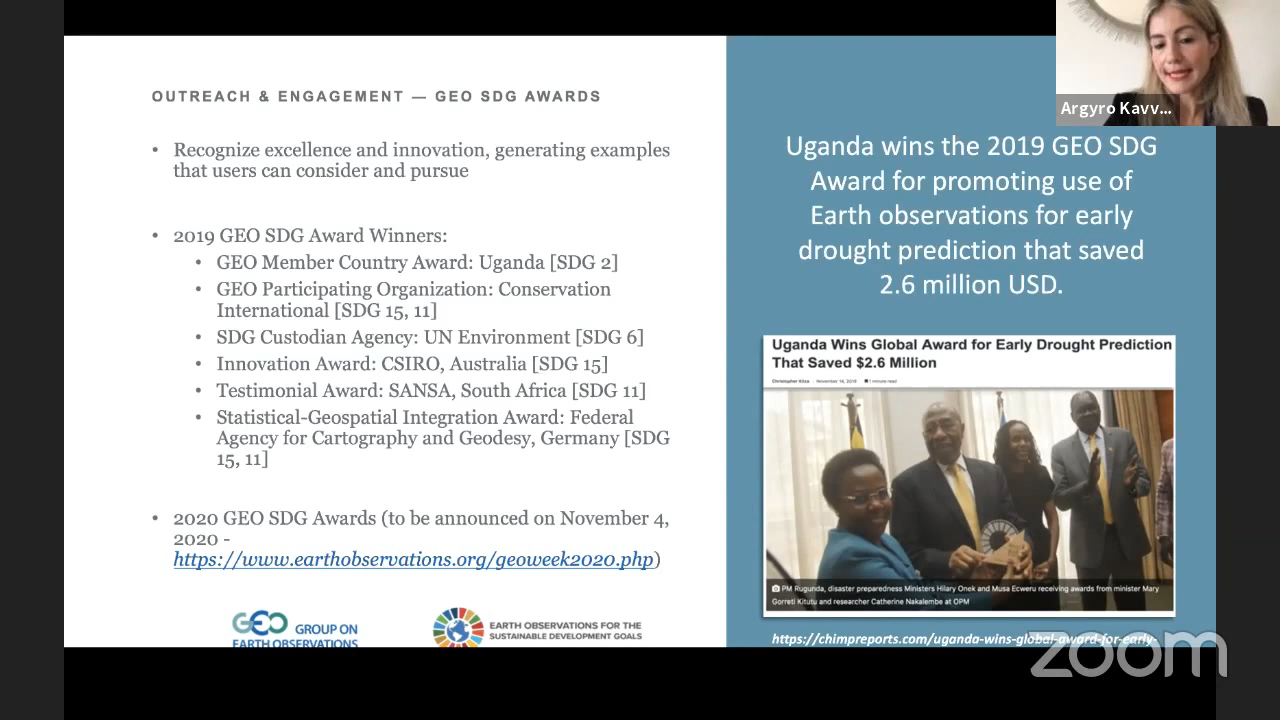 OUTREACH & ENGAGEMENT — GEO SDG AWARDS
• Recognize excellence and innovation, generating examples
that users can consider and pursue
• 2019 GEO SDG Award Winners:
• GEO Member Country Award: Uganda [SDG 2]
• GEO Participating Organization: Conservation
International [SDG 15, 11]
• SDG Custodian Agency: UN Environment [SDG 6]
• Innovation Award: CSIRO, Australia [SDG 15]
• Testimonial Award: SANSA, South Africa [SDG 11]
• Statistical-Geospatial Integration Award: Federal
Agency for Cartography and Geodesy, Germany [SDG
15, 11]
• 2020 GEO SDG Awards (to be announced on November 4,
2020 -
https://www.earthobservations.org/geoweek2020.php)
GEO GROUP ON
EARTH OBSERVATIONS
EARTH OBSERVATIONS FOR THE
SUSTAINABLE DEVELOPMENT GOALS
Argyro Kavv...
Uganda wins the 2019 GEO SDG
Award for promoting use of
Earth observations for early
drought prediction that saved
2.6 million USD.
Uganda Wins Global Award for Early Drought Prediction
That Saved $2.6 Million
November 14, 2019 1 minute read
PM Rugunda, disaster preparedness Ministers Hilary Onek and Musa Ecweru receiving awards from minister Mary
Gorreti Kitutu and researcher Catherine Nakalembe at OPM
https://chimpreports.com/uganda-wins-global-award-for-early-
zoom